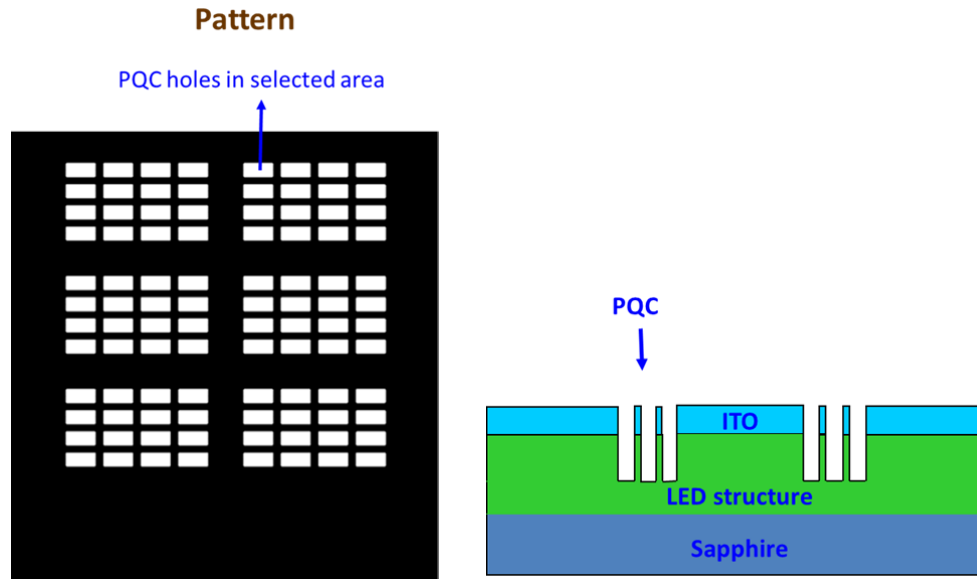 Pattern
PQC holes in selected area
PQC
ITO
LED structure
Sapphire